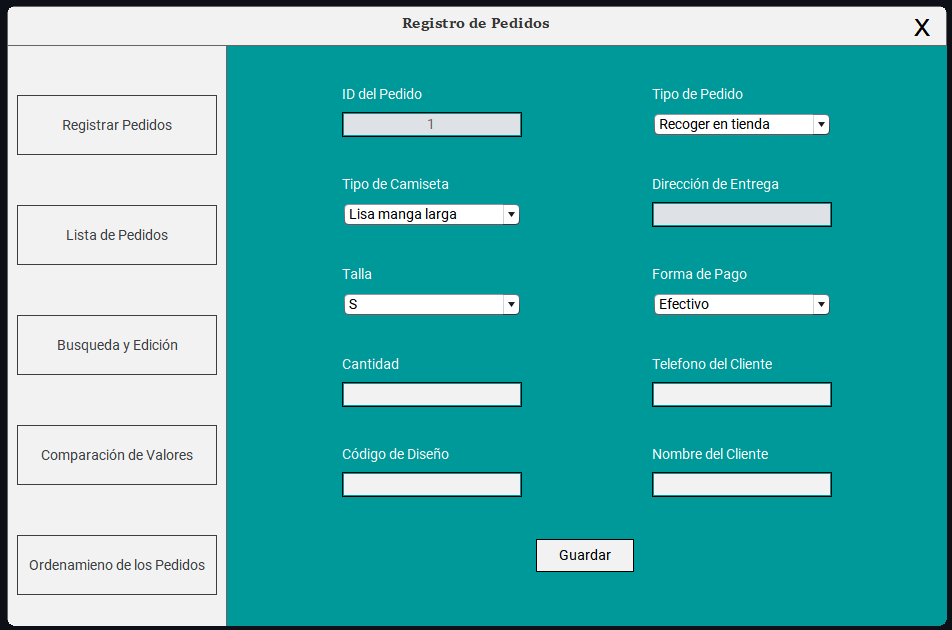 Registro de Pedidos
X
Registrar Pedidos
Lista de Pedidos
Busqueda y Edición
Comparación de Valores
Ordenamieno de los Pedidos
ID del Pedido
1
Tipo de Pedido
Recoger en tienda
Tipo de Camiseta
Lisa manga larga
Dirección de Entrega
Talla
S
Forma de Pago
Efectivo
Cantidad
Telefono del Cliente
Código de Diseño
Nombre del Cliente
Guardar